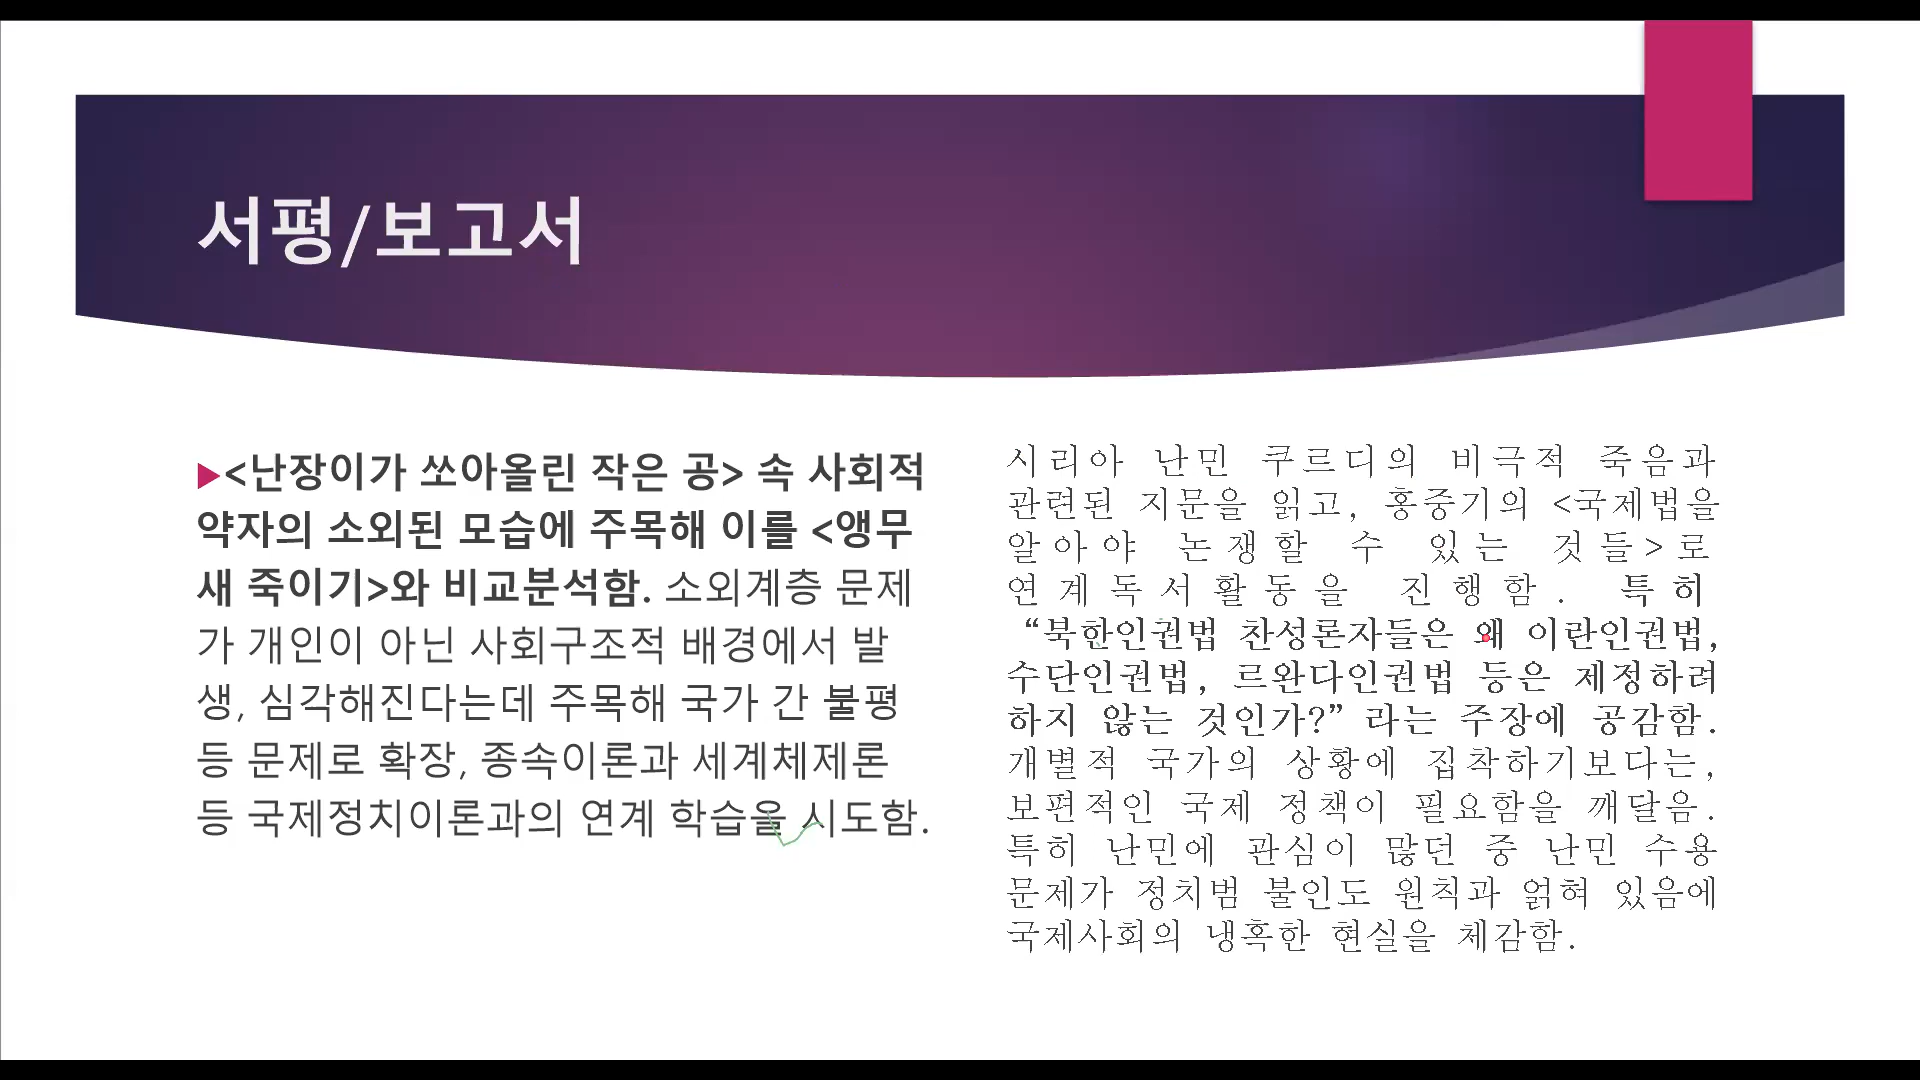 서평/보고서
<난장이가 쏘아올린 작은 공> 속 사회적
약자의 소외된 모습에 주목해 이를 <앵무
새 죽이기>와 비교분석함. 소외계층 문제
가 개인이 아닌 사회구조적 배경에서 발
생, 심각해진다는데 주목해 국가 간 불평
등 문제로 확장, 종속이론과 세계체제론
등 국제정치이론과의 연계 학습을 시도함.
시리아 난민 쿠르디의 비극적 죽음과
관련된 지문을 읽고, 홍중기의 <국제법을
알아야 논쟁할 수 있는 것들>로
연계독서활동을 진행함. 특히
“북한인권법 찬성론자들은 왜 이란인권법,
수단인권법, 르완다인권법 등은 제정하려
하지 않는 것인가?” 라는 주장에 공감함.
개별적 국가의 상황에 집착하기보다는,
보편적인 국제 정책이 필요함을 깨달음.
특히 난민에 관심이 많던 중 난민 수용
문제가 정치범 불인도 원칙과 얽혀 있음에
국제사회의 냉혹한 현실을 체감함.